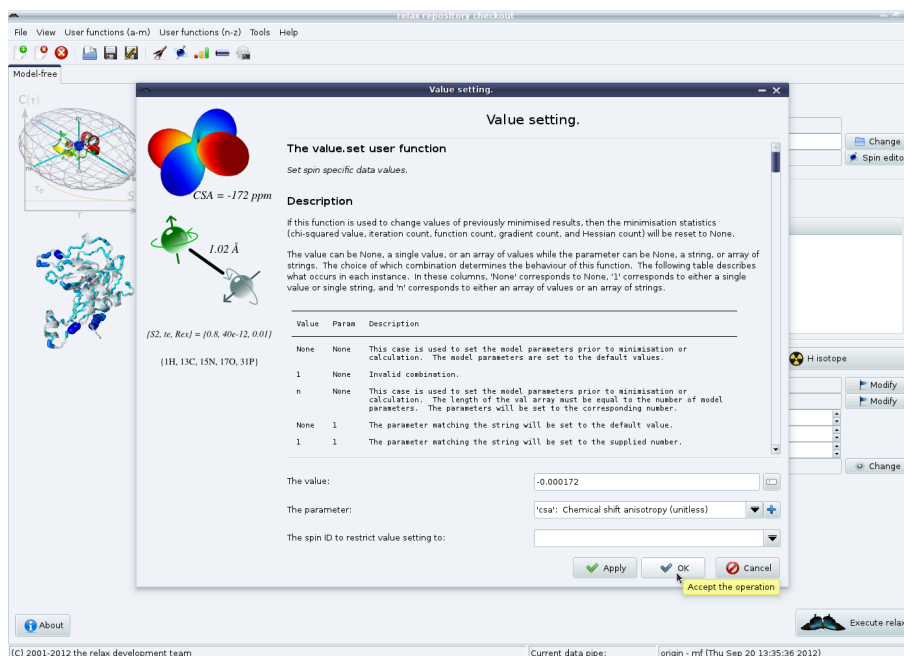 relax repository checkout
File View User functions (a-m) User functions (n-z) Tools Help
Model-free
C(τ)
τe
S
τ
Value setting.
CSA = -172 ppm
1.02 Å
{S2, te, Rex} = {0.8, 40e-12, 0.01}
{1H, 13C, 15N, 17O, 31P}
Value setting.
The value.set user function
Set spin specific data values.
Description
If this function is used to change values of previously minimised results, then the minimisation statistics
(chi-squared value, iteration count, function count, gradient count, and Hessian count) will be reset to None.
The value can be None, a single value, or an array of values while the parameter can be None, a string, or array of
strings. The choice of which combination determines the behaviour of this function. The following table describes
what occurs in each instance. In these columns, 'None' corresponds to None, '1' corresponds to either a single
value or single string, and 'n' corresponds to either an array of values or an array of strings.
Value Param Description
None None This case is used to set the model parameters prior to minimisation or
calculation. The model parameters are set to the default values.
1 None Invalid combination.
n None This case is used to set the model parameters prior to minimisation or
calculation. The length of the val array must be equal to the number of model
parameters. The parameters will be set to the corresponding number.
None 1 The parameter matching the string will be set to the default value.
1 1 The parameter matching the string will be set to the supplied number.
The value: -0.000172
The parameter: 'csa': Chemical shift anisotropy (unitless)
The spin ID to restrict value setting to:
Apply OK Cancel
Accept the operation
Change
Spin edito
H isotope
Modify
Modify
Change
About
Execute relax
(C) 2001-2012 the relax development team
Current data pipe:
origin - mf (Thu Sep 20 13:35:36 2012)